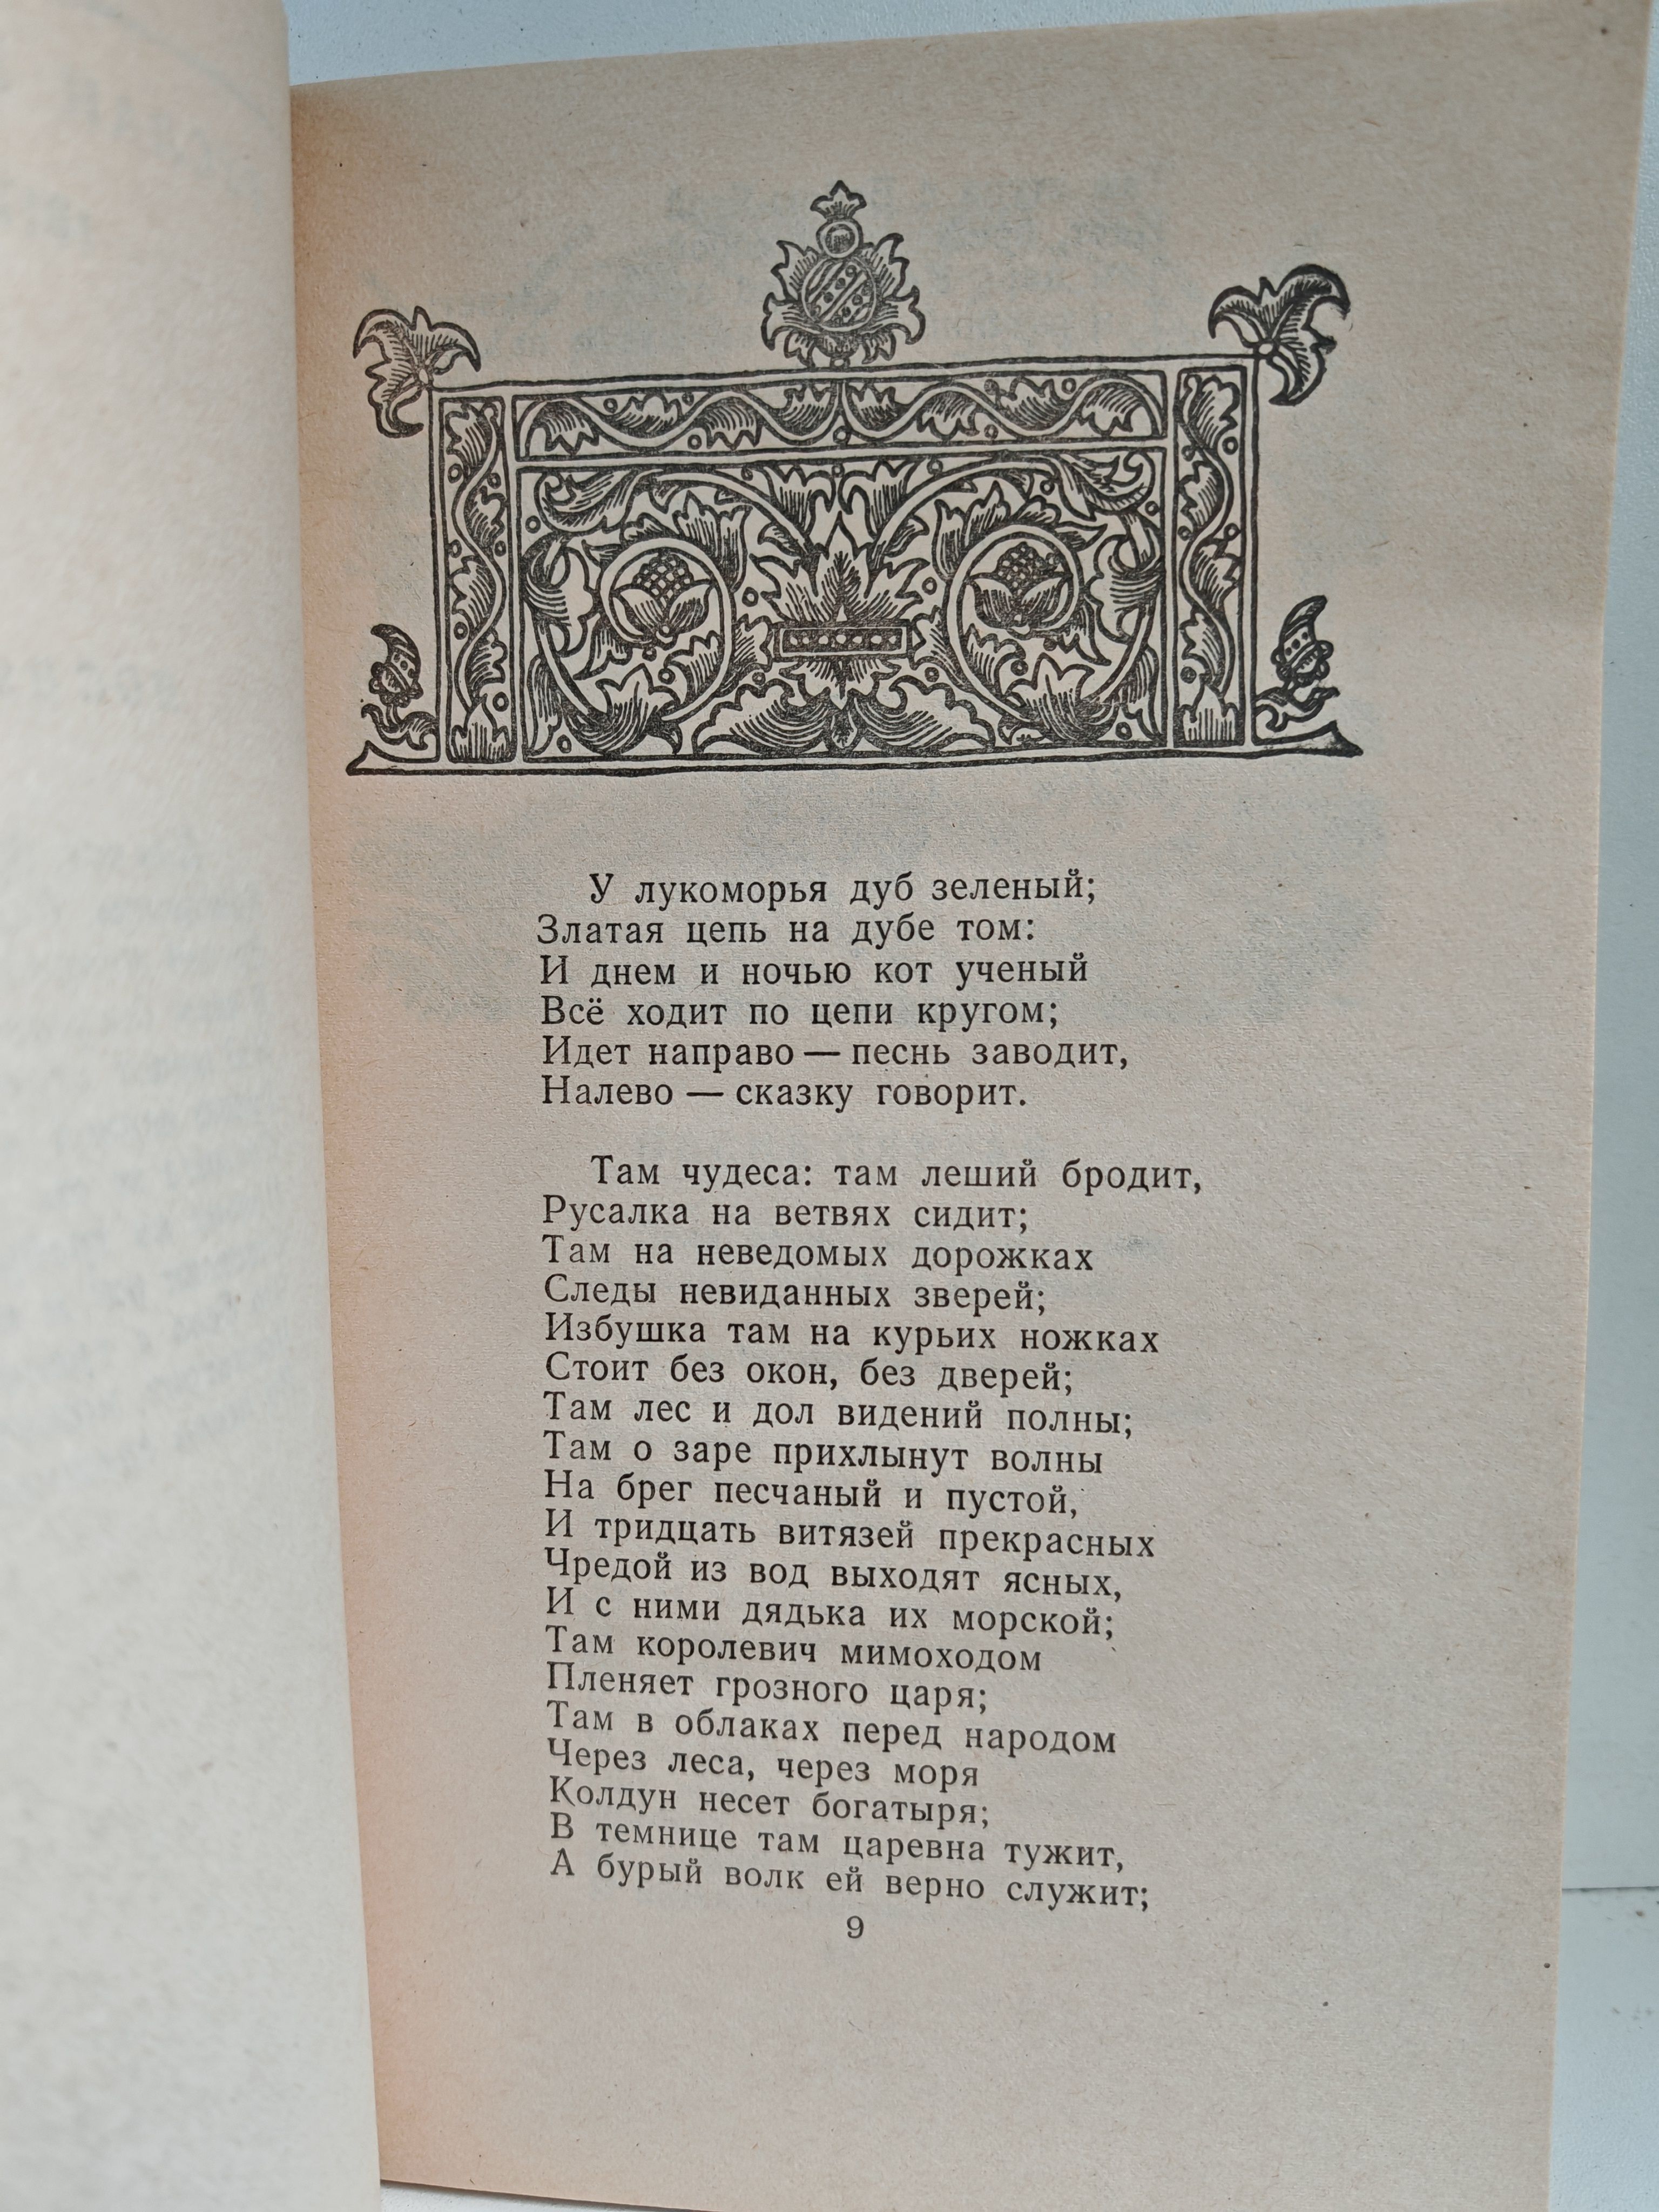 У лукоморья дуб зеленый;
Златая цепь на дубе том:
И днем и ночью кот ученый
Всё ходит по цепи кругом;
Идет направо — песнь заводит,
Налево — сказку говорит.
Там чудеса: там леший бродит,
Русалка на ветвях сидит;
Там на неведомых дорожках
Следы невиданных зверей;
Избушка там на курьих ножках
Стоит без окон, без дверей;
Там лес и дол видений полны;
Там о заре прихлынут волны
На брег песчаный и пустой,
И тридцать витязей прекрасных
Чредой из вод выходят ясных,
И с ними дядька их морской;
Там королевич мимоходом
Пленяет грозного царя;
Там в облаках перед народом
Через леса, через моря
Колдун несет богатыря;
В темнице там царевна тужит,
А бурый волк ей верно служит;
9